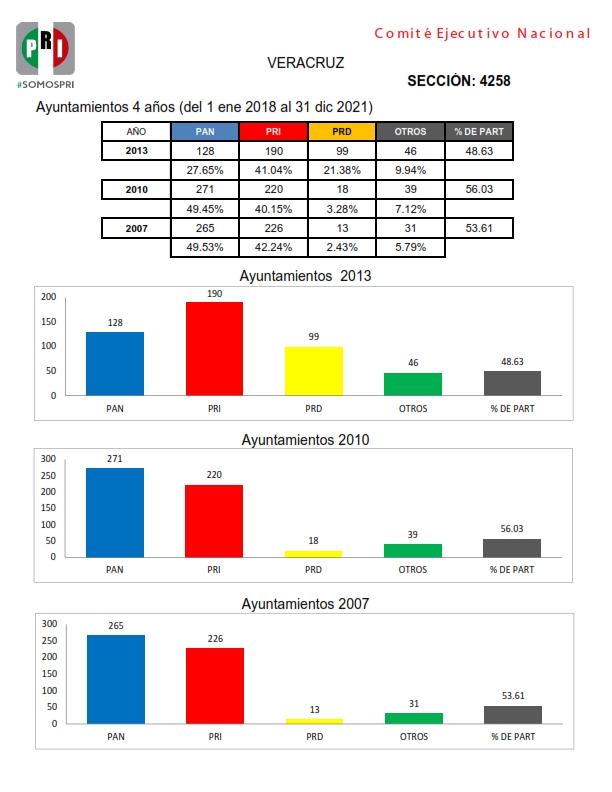 Comité Ejecutivo Nacional
PRI
#SOMOSPRI
VERACRUZ
SECCIÓN: 4258
Ayuntamientos 4 años (del 1 ene 2018 al 31 dic 2021)
AÑO PAN PRI PRD OTROS % DE PART
2013 128 190 99 46 48.63
27.65% 41.04% 21.38% 9.94%
2010 271 220 18 39 56.03
49.45% 40.15% 3.28% 7.12%
2007 265 226 13 31 53.61
49.53% 42.24% 2.43% 5.79%
Ayuntamientos 2013
200
150
100
50
0
128 190 99 46 48.63
PAN PRI PRD OTROS % DE PART
Ayuntamientos 2010
300
250
200
150
100
50
0
271 220 18 39 56.03
PAN PRI PRD OTROS % DE PART
Ayuntamientos 2007
300
250
200
150
100
50
0
265 226 13 31 53.61
PAN PRI PRD OTROS % DE PART